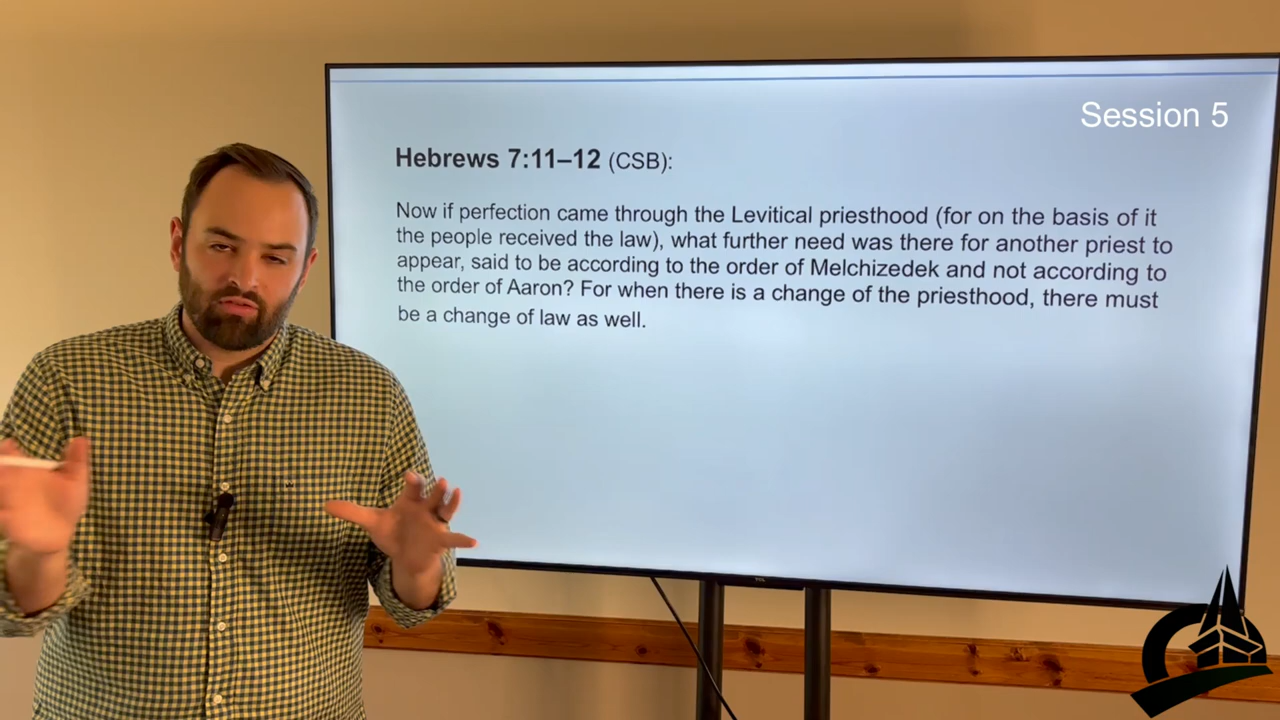 Session 5
Hebrews 7:11–12 (CSB):
Now if perfection came through the Levitical priesthood (for on the basis of it
the people received the law), what further need was there for another priest to
appear, said to be according to the order of Melchizedek and not according to
the order of Aaron? For when there is a change of the priesthood, there must
be a change of law as well.
TCL